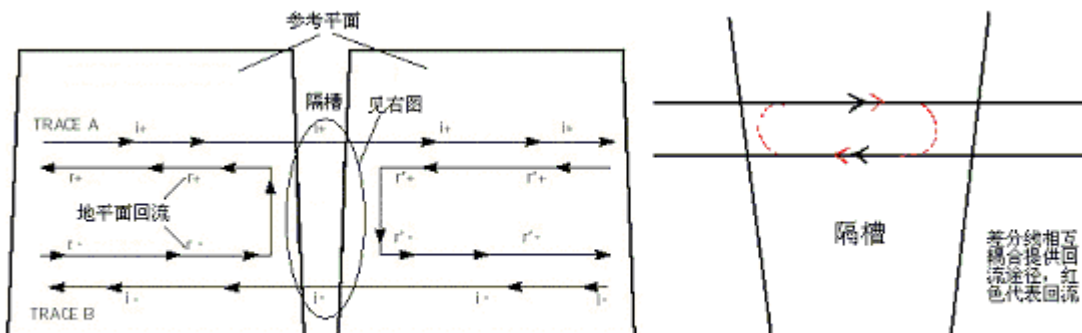 参考平面
隔槽
见右图
TRACE A
i+
i+
i+
i+
i+
r+
r+
r'+
r'+
地平面回流
r-
r-
r'-
r'-
i-
i-
i-
i-
TRACE B
隔槽
差分线相互
耦合提供回
流途径，红
色代表回流